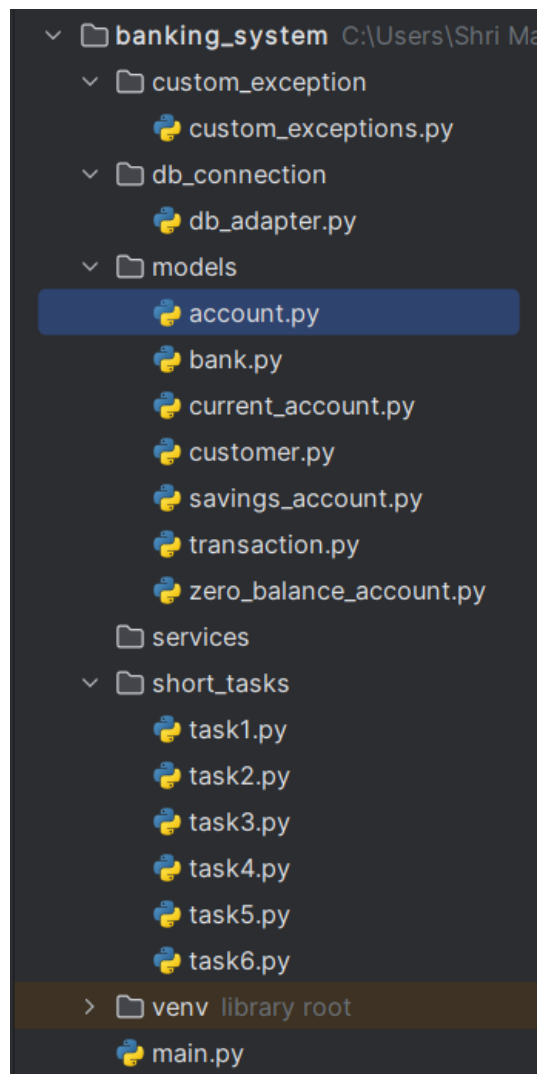 banking_system C:\Users\Shri Ma
custom_exception
custom_exceptions.py
db_connection
db_adapter.py
models
account.py
bank.py
current_account.py
customer.py
savings_account.py
transaction.py
zero_balance_account.py
services
short_tasks
task1.py
task2.py
task3.py
task4.py
task5.py
task6.py
venv library root
main.py